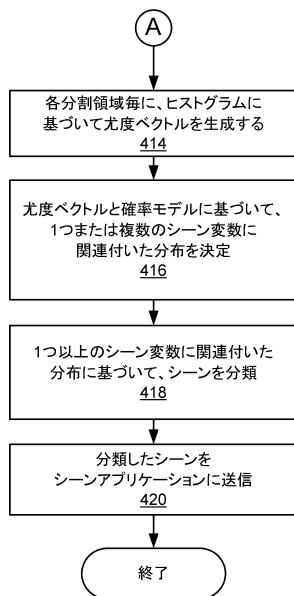 A
各分割領域毎に、ヒストグラムに
基づいて尤度ベクトルを生成する
414
尤度ベクトルと確率モデルに基づいて、
1つまたは複数のシーン変数に
関連付いた分布を決定
416
1つ以上のシーン変数に関連付いた
分布に基づいて、シーンを分類
418
分類したシーンを
シーンアプリケーションに送信
420
終了